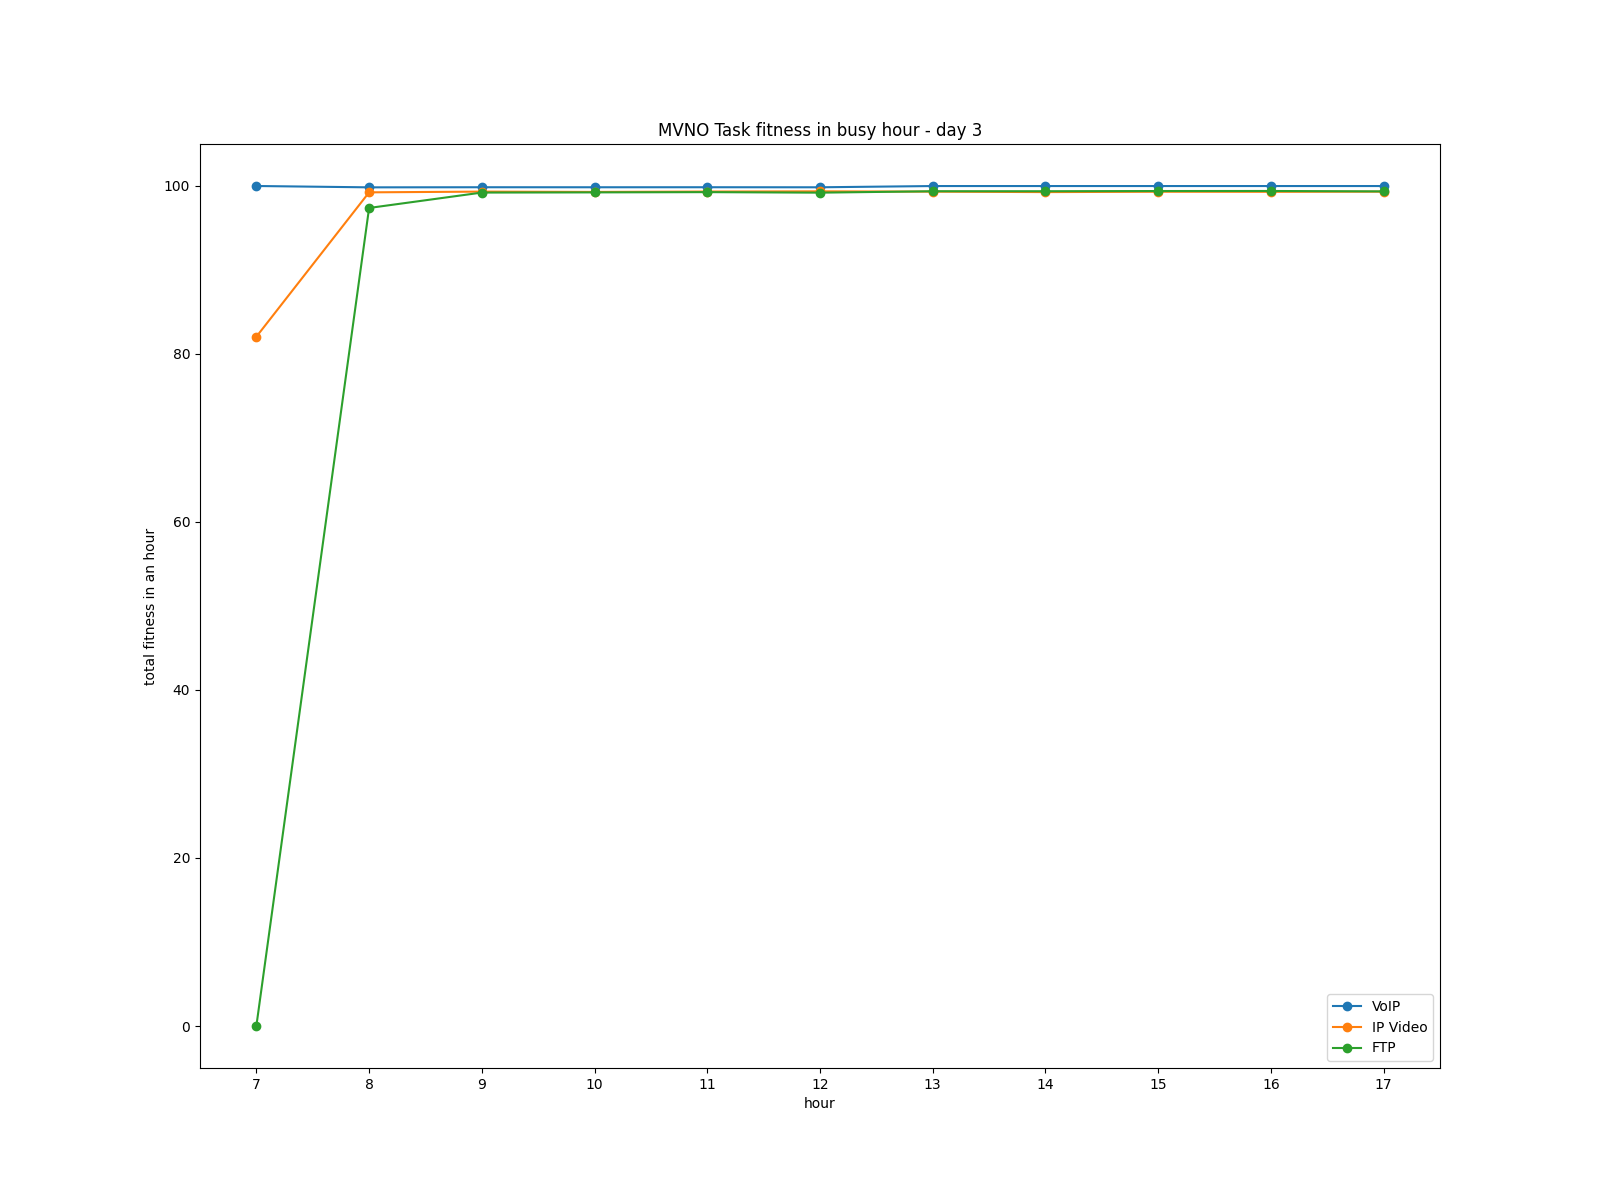 MVNO Task fitness in busy hour - day 3
total fitness in an hour
100
80
60
40
20
0
7 8 9 10 11 12 13 14 15 16 17
hour
VoIP
IP Video
FTP